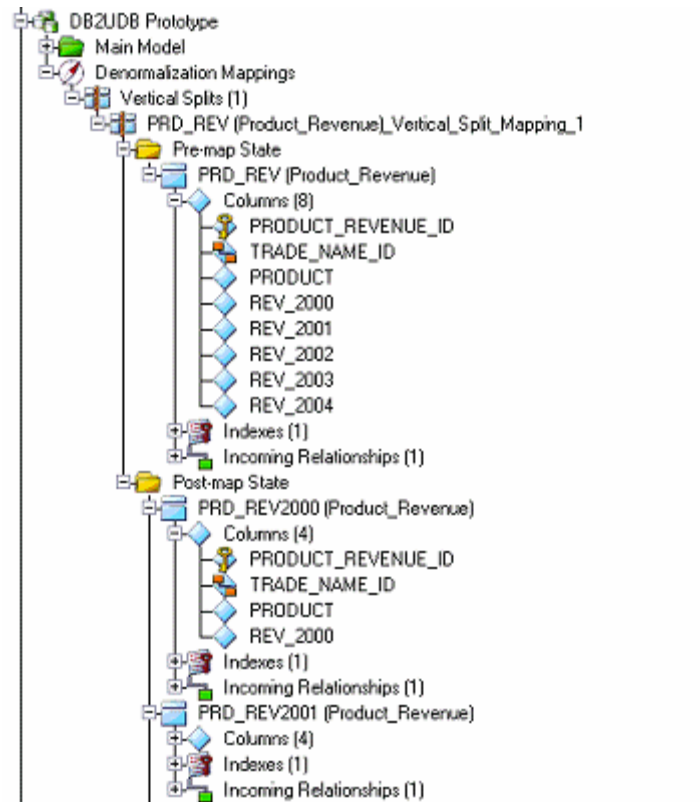 DB2UDB Prototype
Main Model
Denormalization Mappings
Vertical Splits (1)
PRD_REV (Product_Revenue)_Vertical_Split_Mapping_1
Pre-map State
PRD_REV (Product_Revenue)
Columns (8)
PRODUCT_REVENUE_ID
TRADE_NAME_ID
PRODUCT
REV_2000
REV_2001
REV_2002
REV_2003
REV_2004
Indexes (1)
Incoming Relationships (1)
Post-map State
PRD_REV2000 (Product_Revenue)
Columns (4)
PRODUCT_REVENUE_ID
TRADE_NAME_ID
PRODUCT
REV_2000
Indexes (1)
Incoming Relationships (1)
PRD_REV2001 (Product_Revenue)
Columns (4)
Indexes (1)
Incoming Relationships (1)